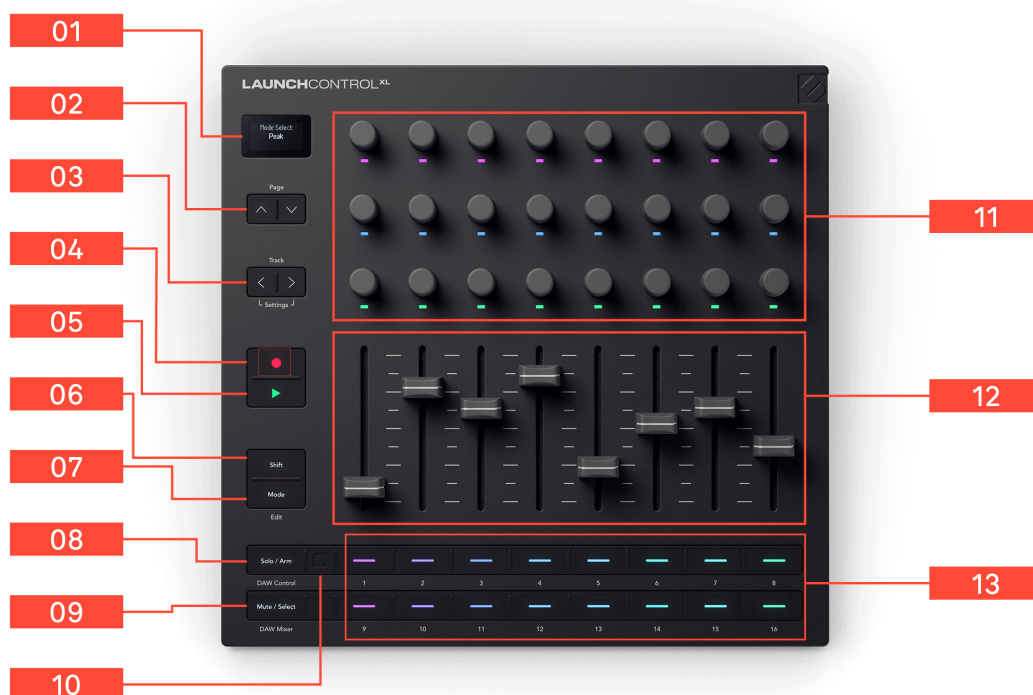 01
02
03
04
05
06
07
08
09
10
LAUNCHCONTROL XL
Mode Select
Peak
Page
Track
Settings
Shift
Mode
Edit
Solo / Arm
DAW Control
1 2 3 4 5 6 7 8
Mute / Select
DAW Mixer
9 10 11 12 13 14 15 16
11
12
13